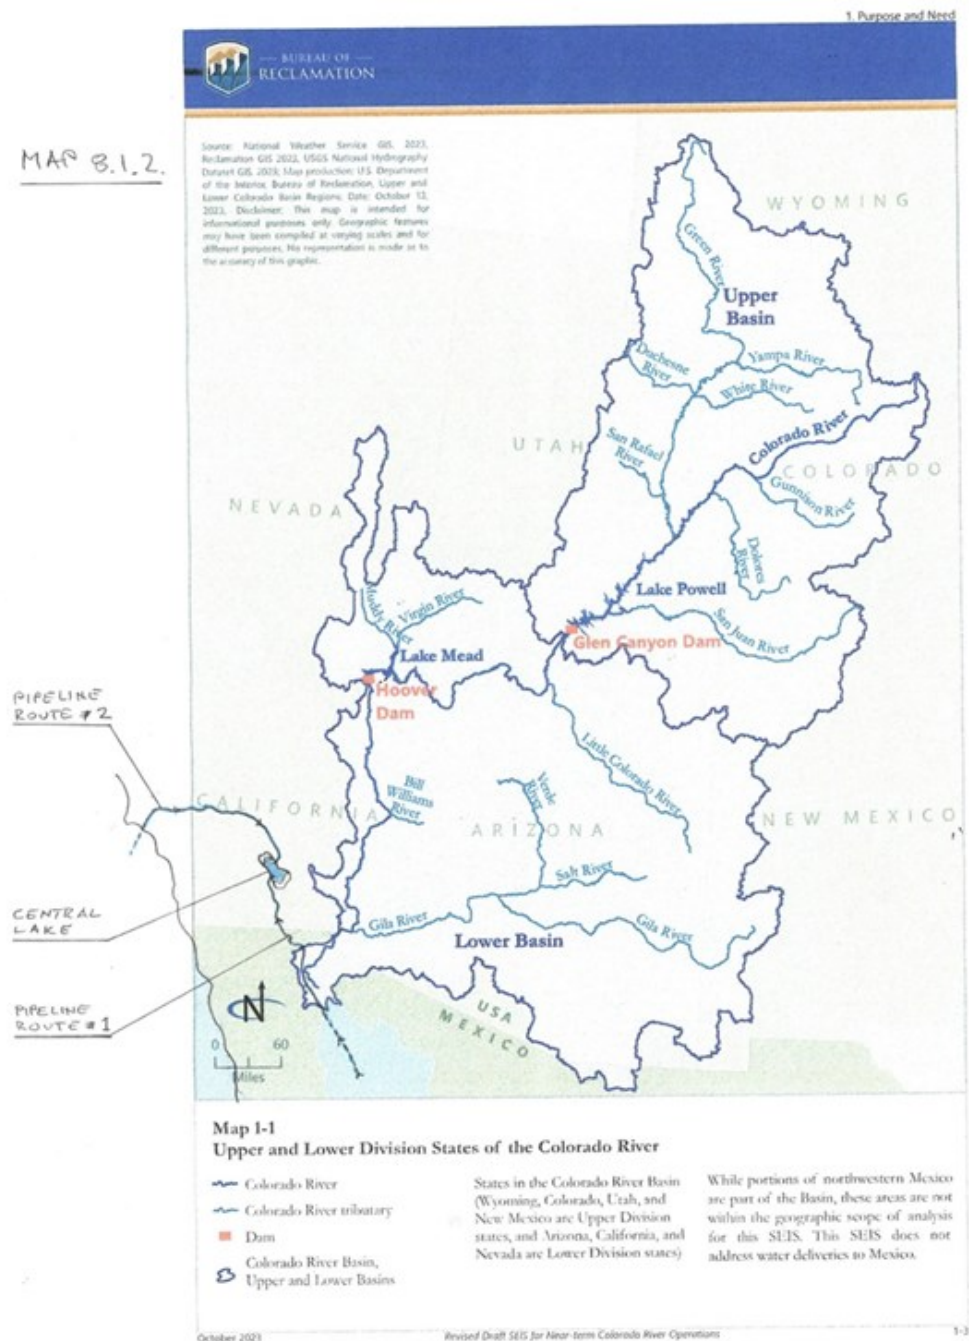 1. Purpose and Need
BUREAU OF
RECLAMATION
MAP 8.1.2.
Source: National Weather Service GIS, 2023,
Reclamation GIS 2022, USGS National Hydrography
Dataset GIS, 2023; Map production: U.S. Department
of the Interior, Bureau of Reclamation, Upper and
Lower Colorado Basin Regions; Date: October 12,
2023, Disclaimer: This map is intended for
informational purposes only. Geographic features
may have been compiled at varying scales and for
different purposes. No representation is made as to
the accuracy of this graphic.
WYOMING
Green River
Upper
Basin
Duchesne
River
Yampa River
White River
Colorado River
UTAH
San Rafael
River
COLORADO
Gunnison River
NEVADA
Dolores
River
Muddy River
Virgin River
Lake Powell
San Juan River
Glen Canyon Dam
Lake Mead
Hoover
Dam
PIPELINE
ROUTE #2
Little Colorado River
CALIFORNIA
Bill
Williams
River
Verde
River
ARIZONA
NEW MEXICO
Salt River
CENTRAL
LAKE
Gila River
Gila River
Lower Basin
PIPELINE
ROUTE #1
N
USA
MEXICO
0 60
Miles
Map 1-1
Upper and Lower Division States of the Colorado River
Colorado River
Colorado River tributary
Dam
Colorado River Basin,
Upper and Lower Basins
States in the Colorado River Basin
(Wyoming, Colorado, Utah, and
New Mexico are Upper Division
states, and Arizona, California, and
Nevada are Lower Division states)
While portions of northwestern Mexico
are part of the Basin, these areas are not
within the geographic scope of analysis
for this SEIS. This SEIS does not
address water deliveries to Mexico.
October 2023
Revised Draft SEIS for Near-term Colorado River Operations